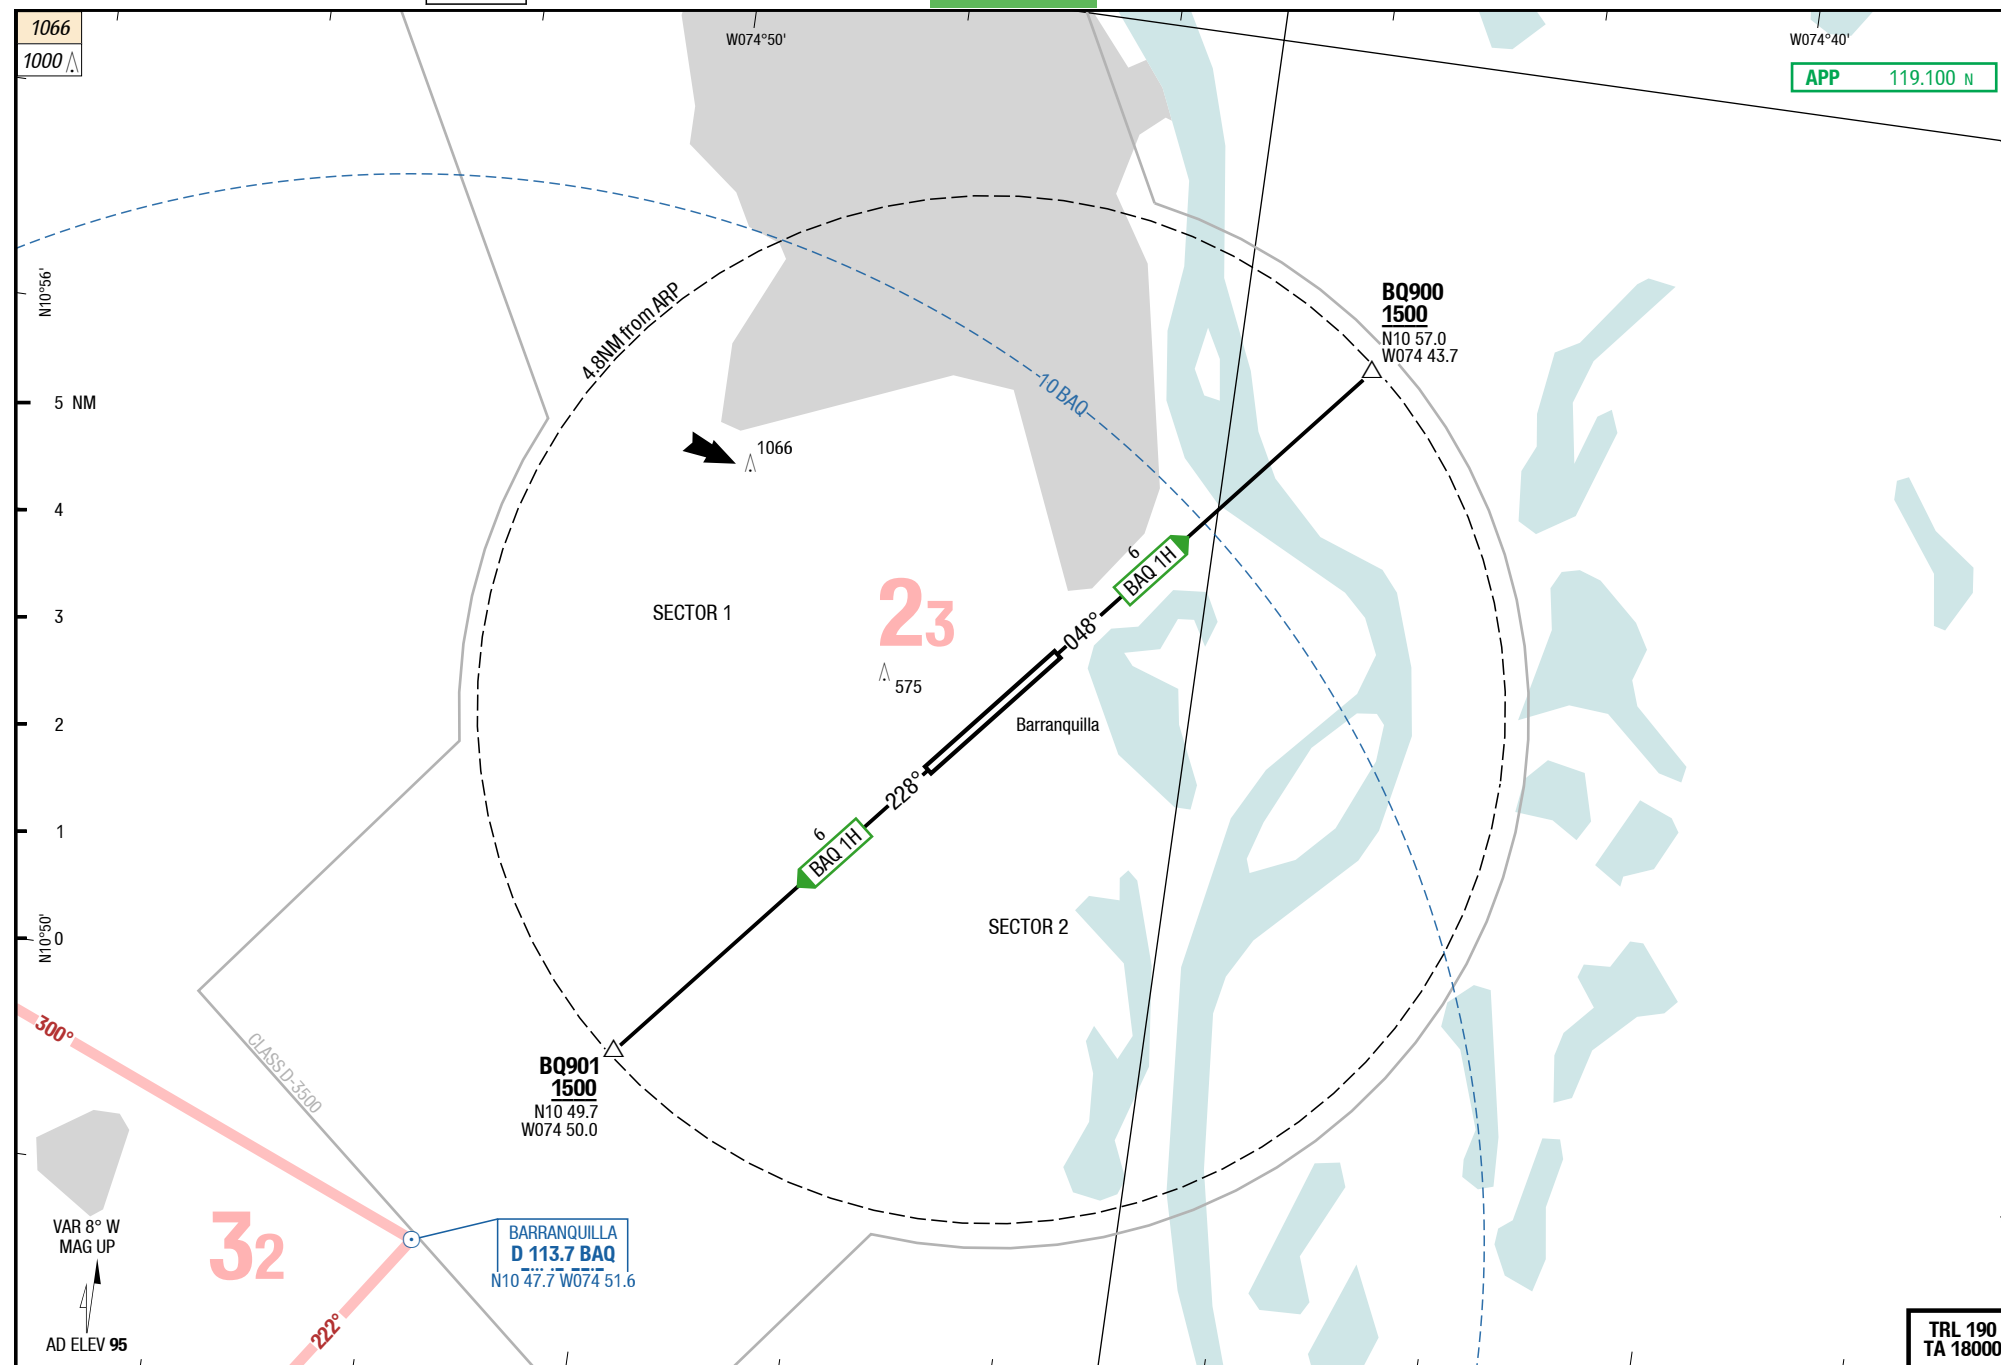 1066
1000
W074°50'
W074°40'
APP 119.100 N
N10°56'
4.8NM from ARP
BQ900
1500
N10 57.0
W074 43.7
10 BAQ
5 NM
1066
4
6
BAQ 1H
3
SECTOR 1
23
048°
575
2
Barranquilla
228°
1
6
BAQ 1H
SECTOR 2
N10°50'
0
300°
CLASS D-3500
BQ901
1500
N10 49.7
W074 50.0
VAR 8° W
MAG UP
32
BARRANQUILLA
D 113.7 BAQ
N10 47.7 W074 51.6
222°
AD ELEV 95
TRL 190
TA 18000